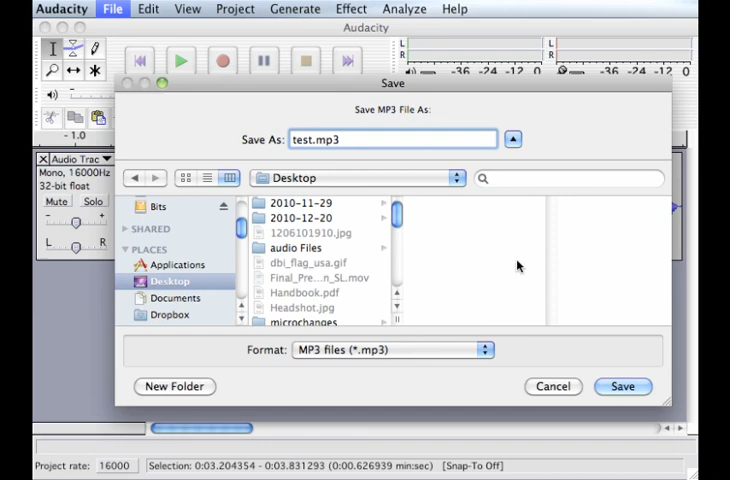 Audacity File Edit View Project Generate Effect Analyze Help
Audacity
L
R
-36 -24 -12 0
L
R
-36 -24 -12 0
Save
Save MP3 File As:
Save As: test.mp3
- 1.0
Audio Trac
Mono, 16000Hz
32-bit float
Mute Solo
- +
L R
Desktop
Bits
SHARED
PLACES
Applications
Desktop
Documents
Dropbox
2010-11-29
2010-12-20
1206101910.jpg
audio Files
dbi_flag_usa.gif
Final_Pre...n_SL.mov
Handbook.pdf
Headshot.jpg
microchanges
Format: MP3 files (*.mp3)
New Folder Cancel Save
Project rate: 16000 Selection: 0:03.204354 - 0:03.831293 (0:00.626939 min:sec) [Snap-To Off]